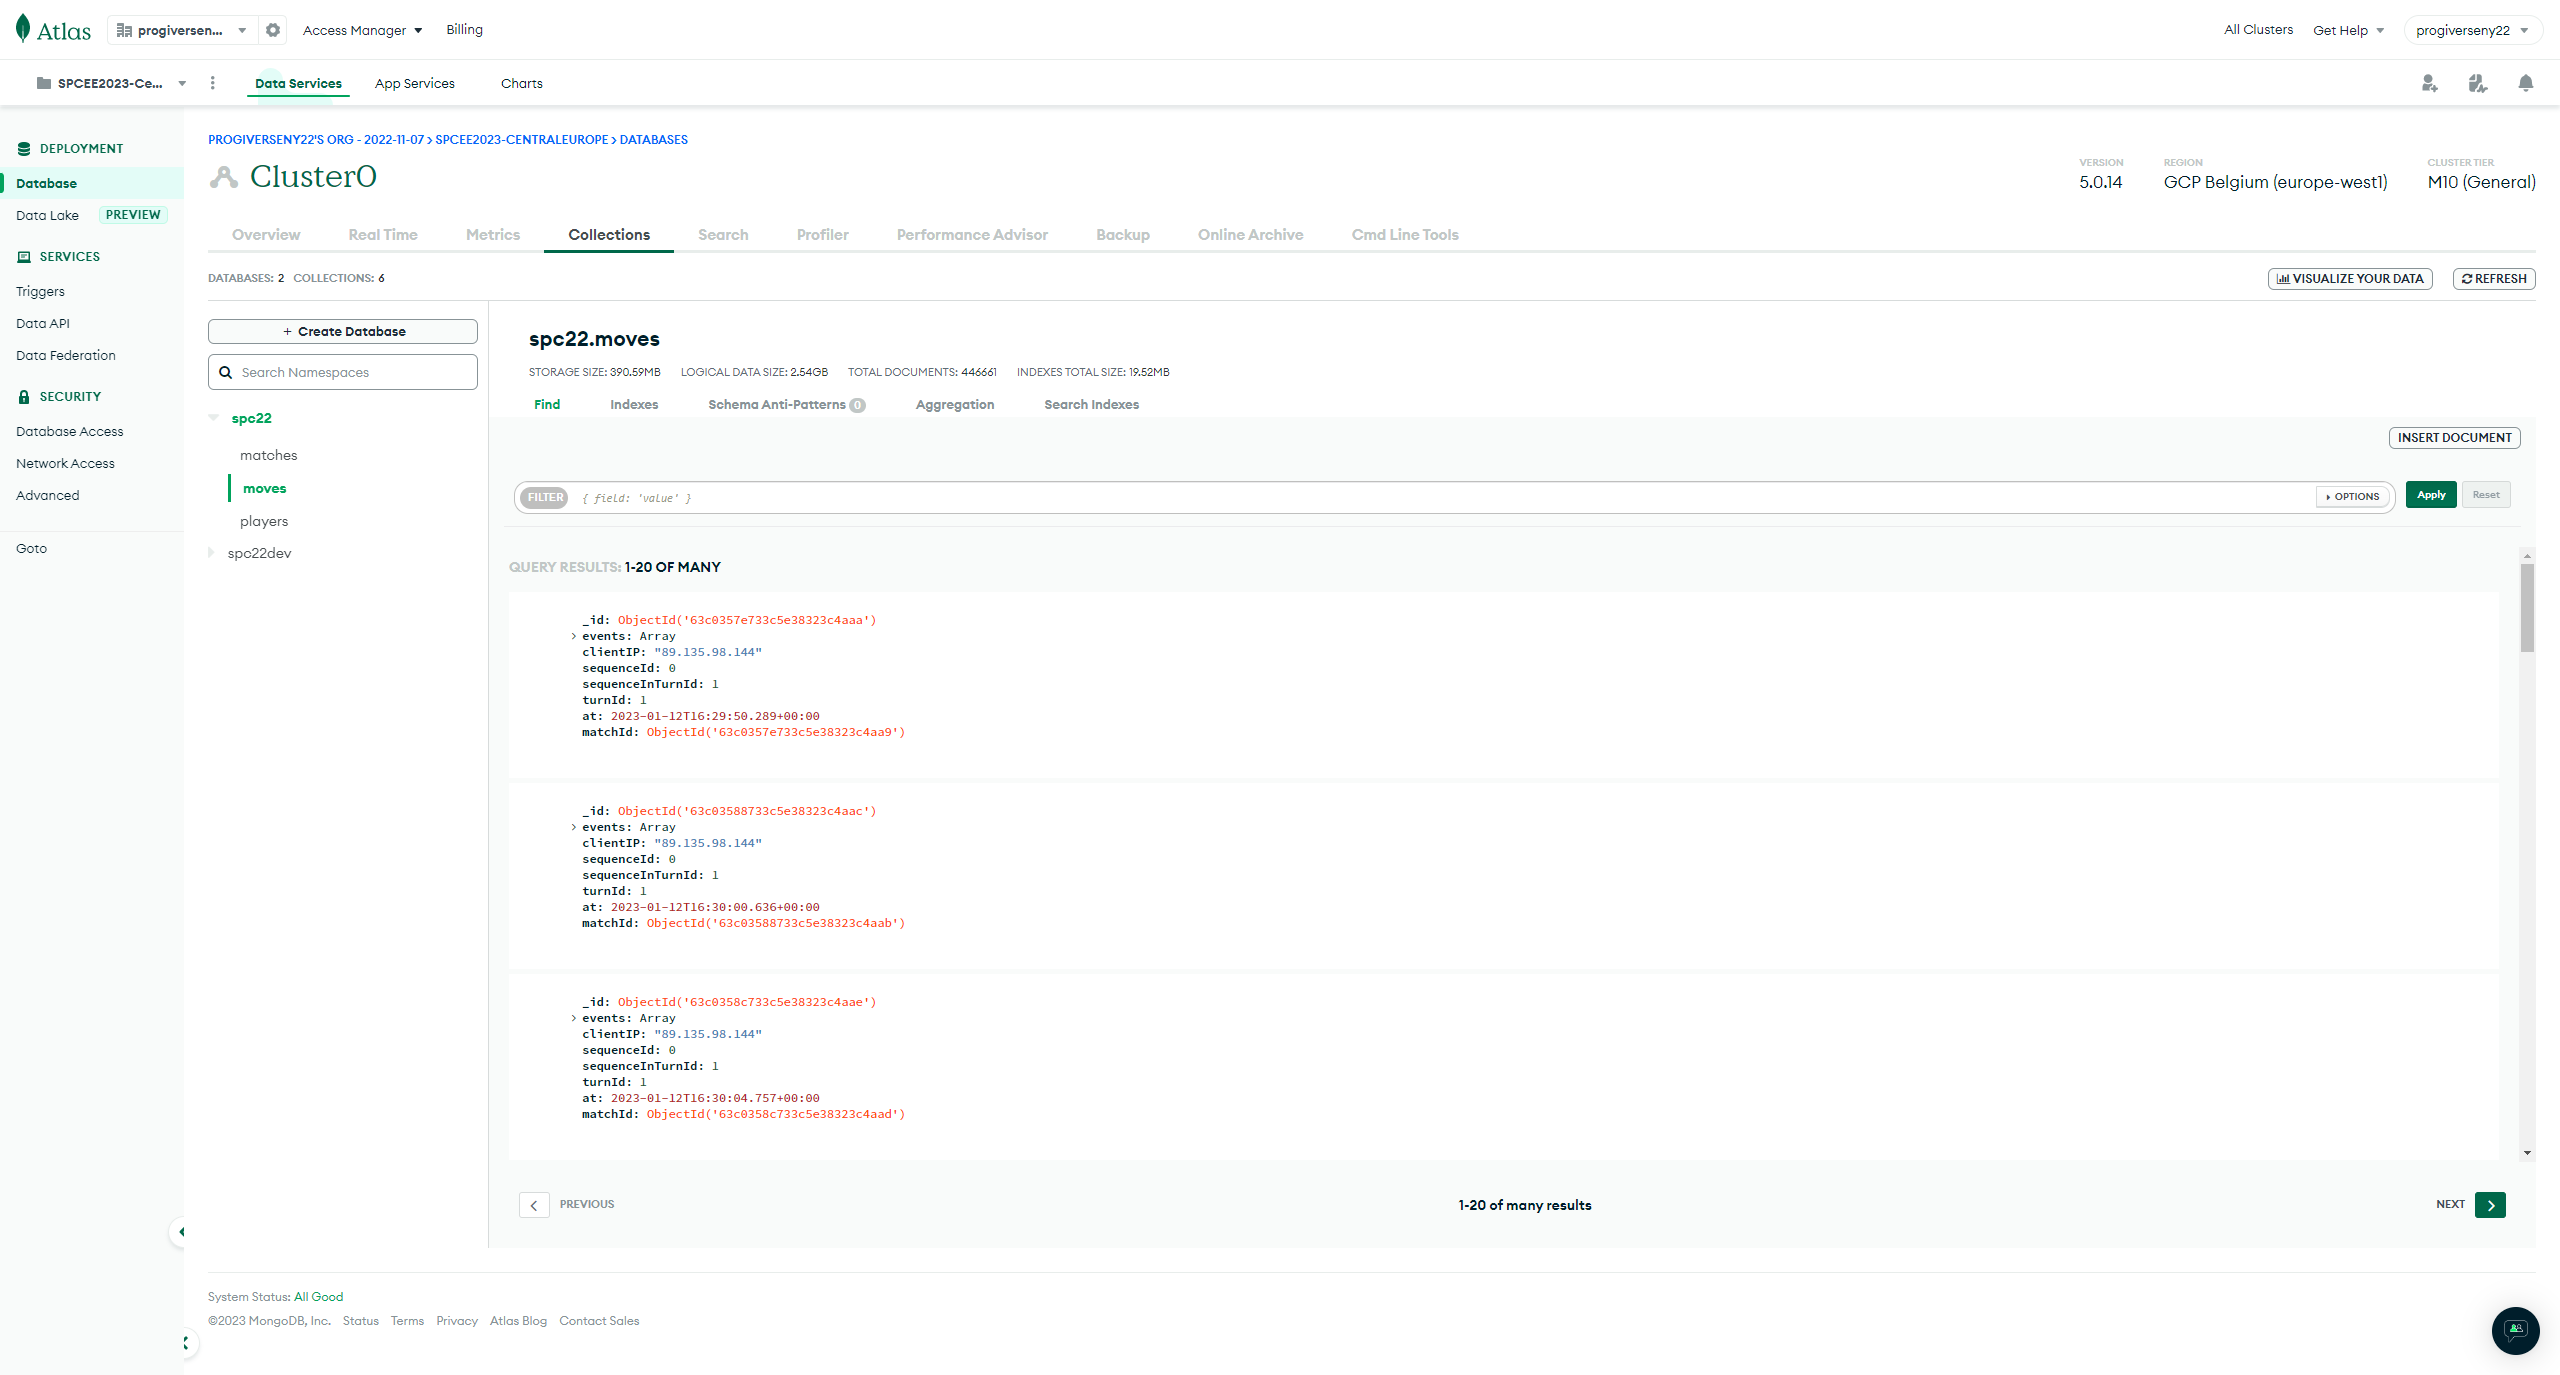 Atlas
progiversen...
Access Manager
Billing
All Clusters
Get Help
progiverseny22
SPCEE2023-Ce...
Data Services
App Services
Charts
DEPLOYMENT
Database
Data Lake PREVIEW
SERVICES
Triggers
Data API
Data Federation
SECURITY
Database Access
Network Access
Advanced
Goto
PROGIVERSENY22'S ORG - 2022-11-07 > SPCEE2023-CENTRALEUROPE > DATABASES
Cluster0
VERSION
5.0.14
REGION
GCP Belgium (europe-west1)
CLUSTER TIER
M10 (General)
Overview
Real Time
Metrics
Collections
Search
Profiler
Performance Advisor
Backup
Online Archive
Cmd Line Tools
DATABASES: 2 COLLECTIONS: 6
VISUALIZE YOUR DATA
REFRESH
+ Create Database
Search Namespaces
spc22
matches
moves
players
spc22dev
spc22.moves
STORAGE SIZE: 390.59MB LOGICAL DATA SIZE: 2.54GB TOTAL DOCUMENTS: 446661 INDEXES TOTAL SIZE: 19.52MB
Find
Indexes
Schema Anti-Patterns 0
Aggregation
Search Indexes
INSERT DOCUMENT
FILTER { field: 'value' }
OPTIONS
Apply
Reset
QUERY RESULTS: 1-20 OF MANY
_id: ObjectId('63c0357e733c5e38323c4aaa')
> events: Array
clientIP: "89.135.98.144"
sequenceId: 0
sequenceInTurnId: 1
turnId: 1
at: 2023-01-12T16:29:50.289+00:00
matchId: ObjectId('63c0357e733c5e38323c4aa9')
_id: ObjectId('63c03588733c5e38323c4aac')
> events: Array
clientIP: "89.135.98.144"
sequenceId: 0
sequenceInTurnId: 1
turnId: 1
at: 2023-01-12T16:30:00.636+00:00
matchId: ObjectId('63c03588733c5e38323c4aab')
_id: ObjectId('63c0358c733c5e38323c4aae')
> events: Array
clientIP: "89.135.98.144"
sequenceId: 0
sequenceInTurnId: 1
turnId: 1
at: 2023-01-12T16:30:04.757+00:00
matchId: ObjectId('63c0358c733c5e38323c4aad')
PREVIOUS
1-20 of many results
NEXT
System Status: All Good
©2023 MongoDB, Inc. Status Terms Privacy Atlas Blog Contact Sales